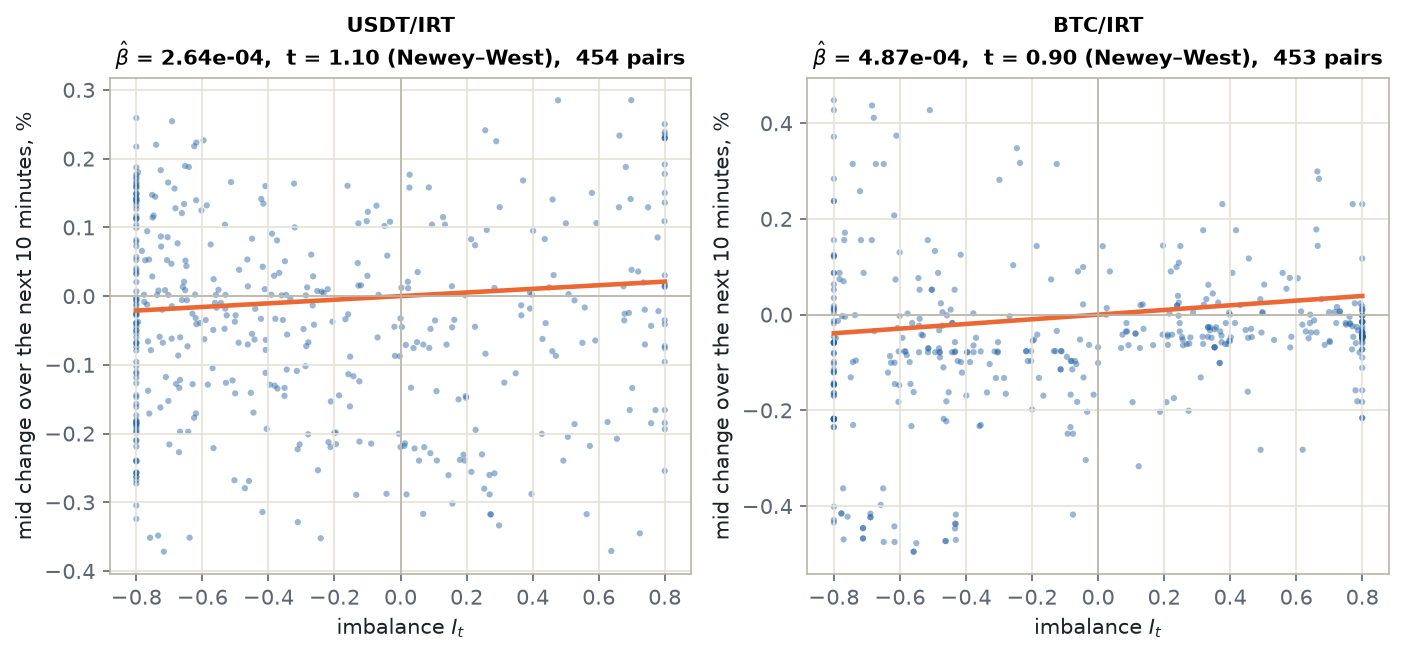 USDT/IRT
β̂ = 2.64e-04, t = 1.10 (Newey–West), 454 pairs
mid change over the next 10 minutes, %
0.3
0.2
0.1
0.0
−0.1
−0.2
−0.3
−0.4
−0.8 −0.6 −0.4 −0.2 0.0 0.2 0.4 0.6 0.8
imbalance I_t
BTC/IRT
β̂ = 4.87e-04, t = 0.90 (Newey–West), 453 pairs
mid change over the next 10 minutes, %
0.4
0.2
0.0
−0.2
−0.4
−0.8 −0.6 −0.4 −0.2 0.0 0.2 0.4 0.6 0.8
imbalance I_t